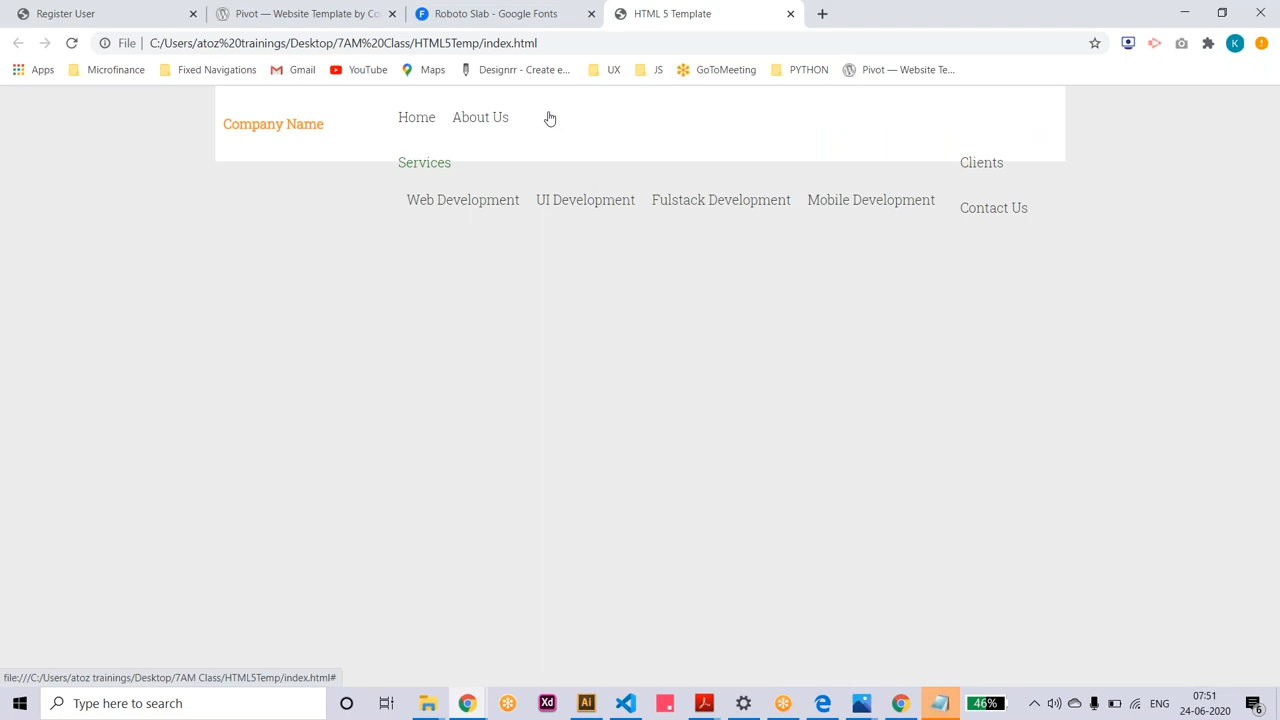 Register User
Pivot — Website Template by Co
Roboto Slab - Google Fonts
HTML 5 Template
File
C:/Users/atoz%20trainings/Desktop/7AM%20Class/HTML5Temp/index.html
K
Apps
Microfinance
Fixed Navigations
Gmail
YouTube
Maps
Designrr - Create e...
UX
JS
GoToMeeting
PYTHON
Pivot — Website Te...
Company Name
Home
About Us
Services
Clients
Web Development
UI Development
Fulstack Development
Mobile Development
Contact Us
file:///C:/Users/atoz trainings/Desktop/7AM Class/HTML5Temp/index.html#
Type here to search
Xd
Ai
46%
ENG
07:51
24-06-2020
6